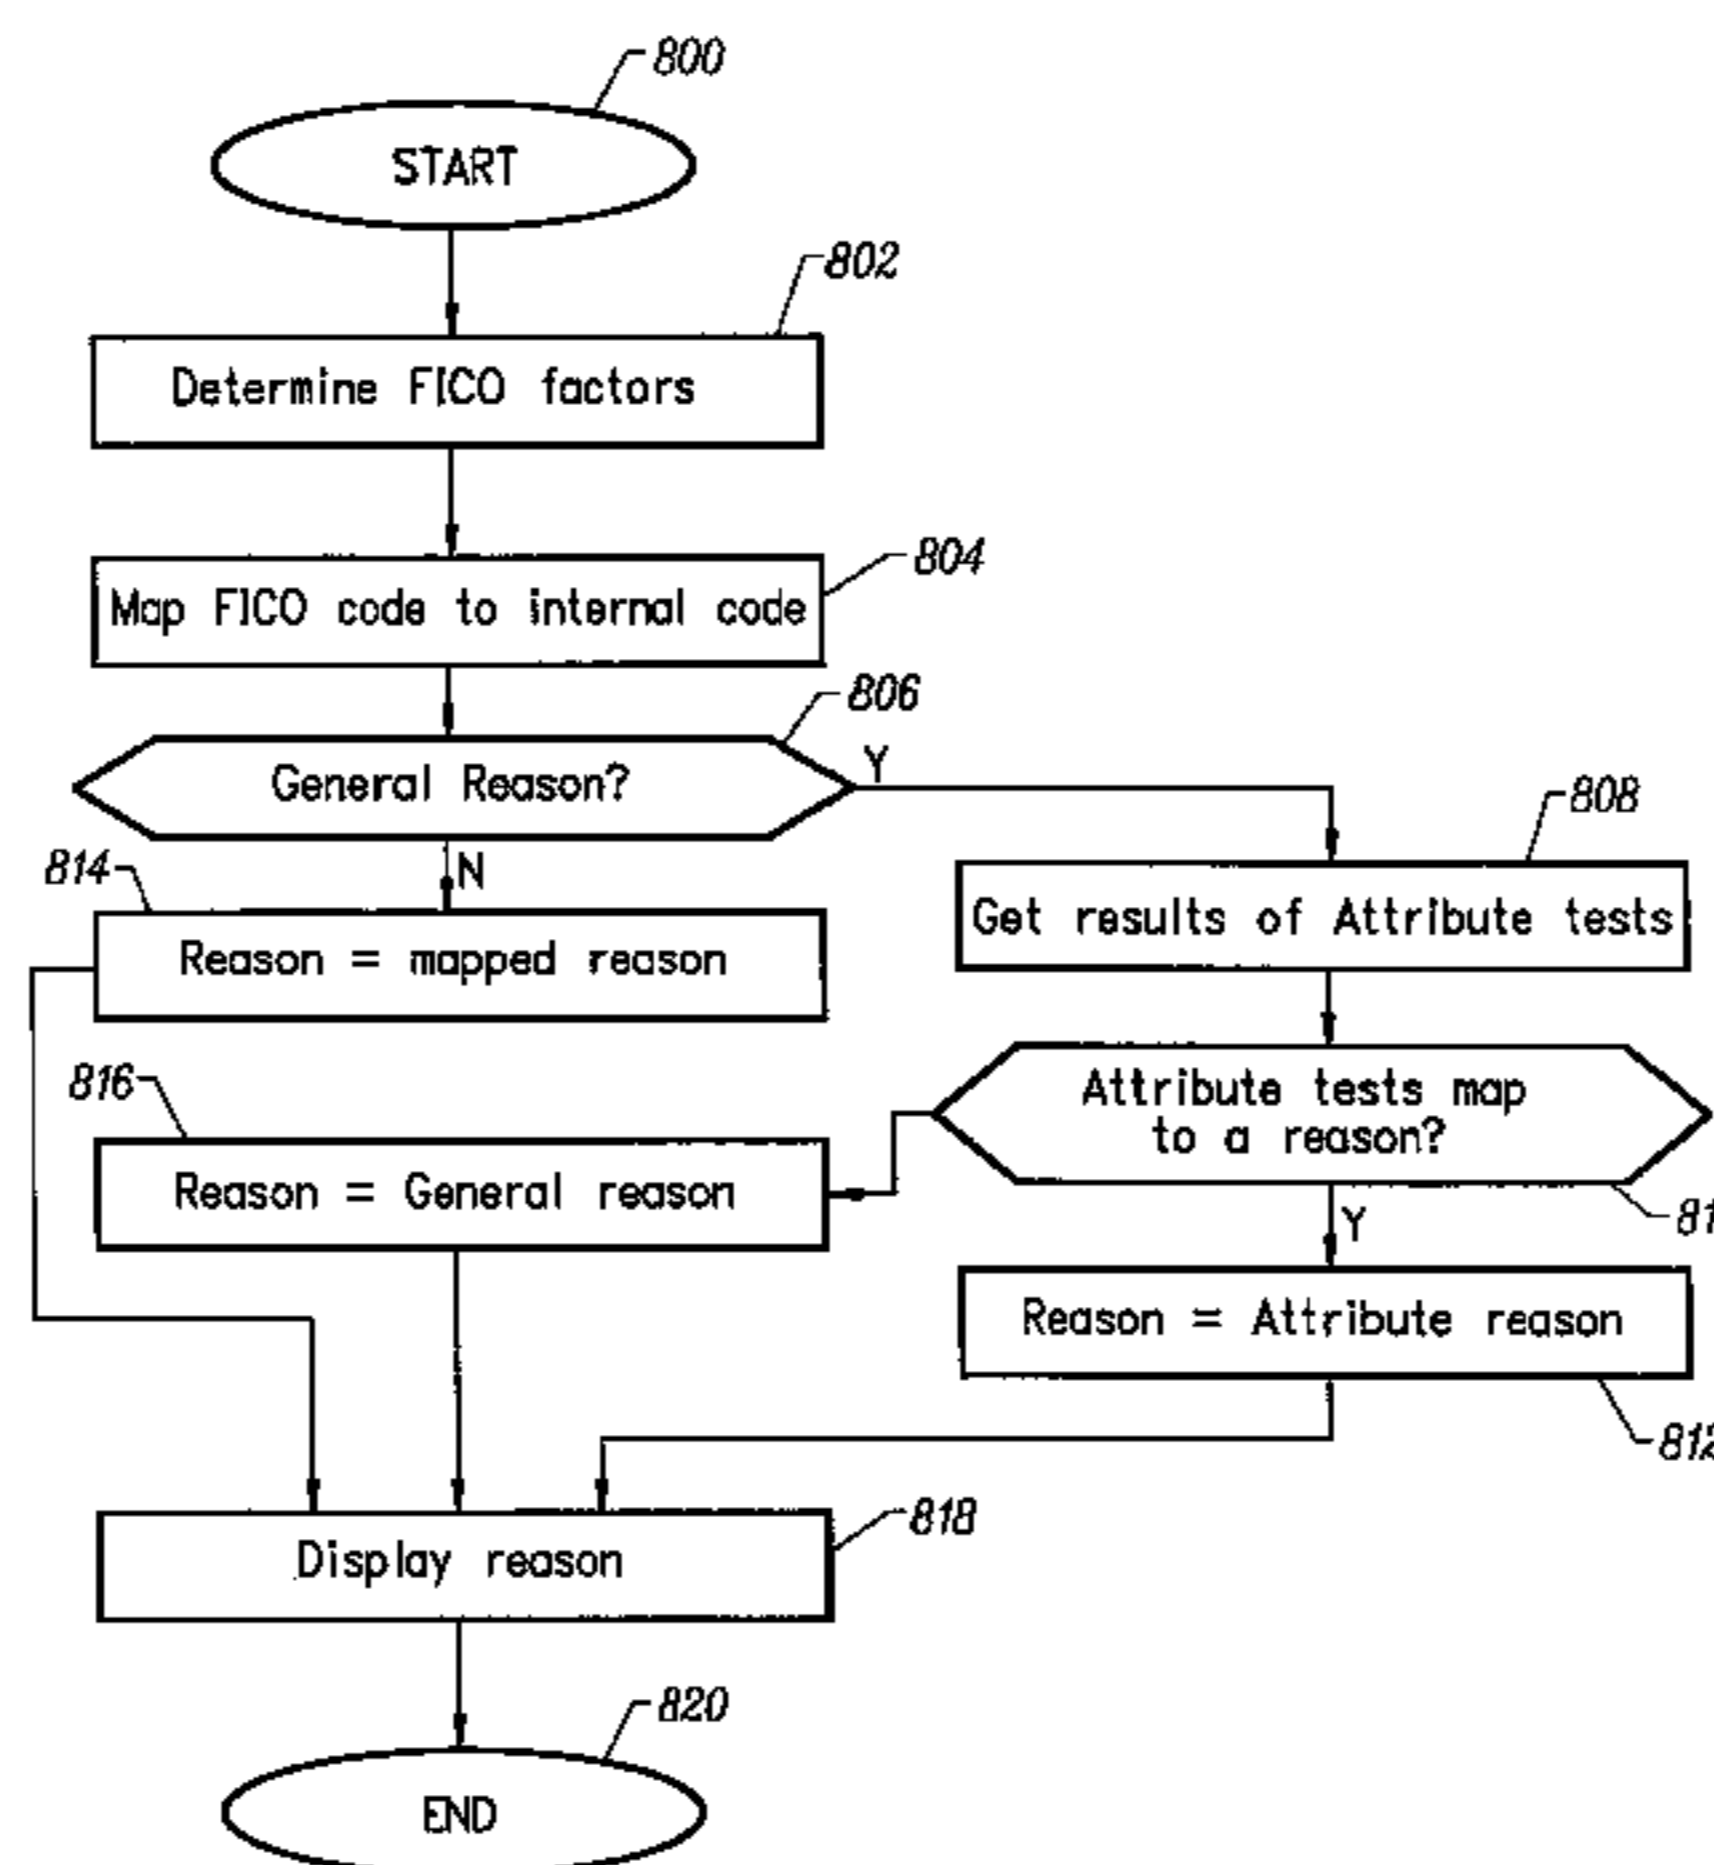 800
START
802
Determine FICO factors
804
Map FICO code to internal code
806
General Reason?
Y
808
814
N
Get results of Attribute tests
Reason = mapped reason
816
Attribute tests map
to a reason?
Reason = General reason
Y
Reason = Attribute reason
812
818
Display reason
820
END